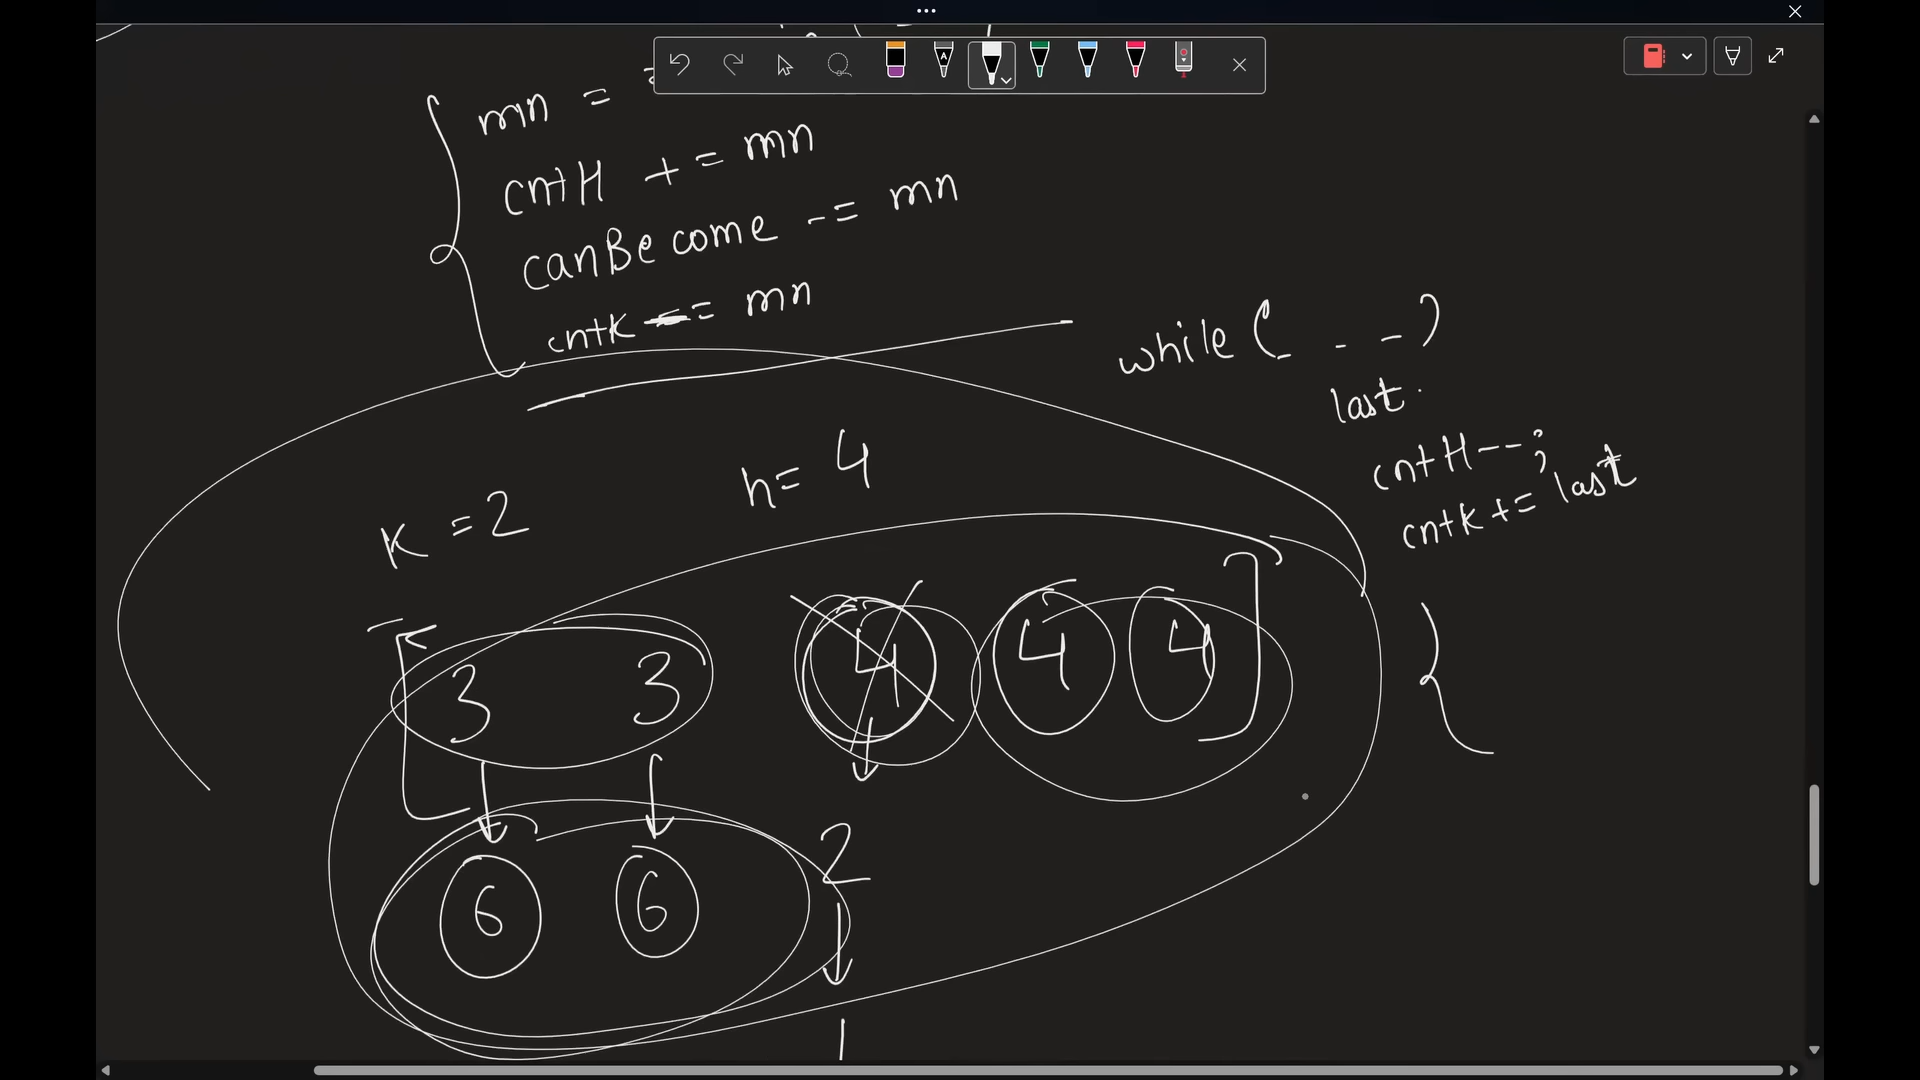 mn =
cntH += mn
canBecome -= mn
cntk -= mn
while ( - - - )
last
cntH--;
cntk += last
K = 2
h = 4
3 3 4 4 4
6 6 2